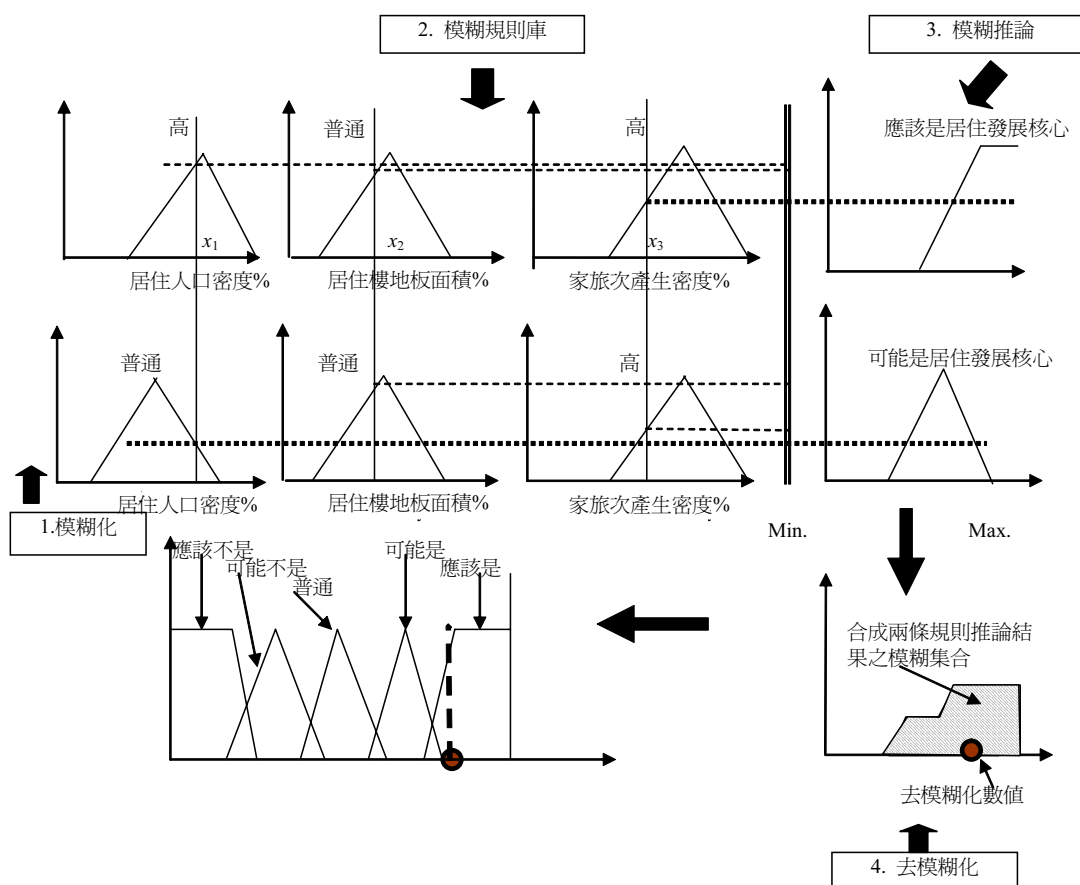 2. 模糊規則庫
3. 模糊推論
高
普通
高
應該是居住發展核心
x1
x2
x3
居住人口密度%
居住樓地板面積%
家旅次產生密度%
普通
普通
高
可能是居住發展核心
居住人口密度%
居住樓地板面積%
家旅次產生密度%
1.模糊化
Min.
Max.
應該不是
可能不是
普通
可能是
應該是
合成兩條規則推論結
果之模糊集合
去模糊化數值
4. 去模糊化